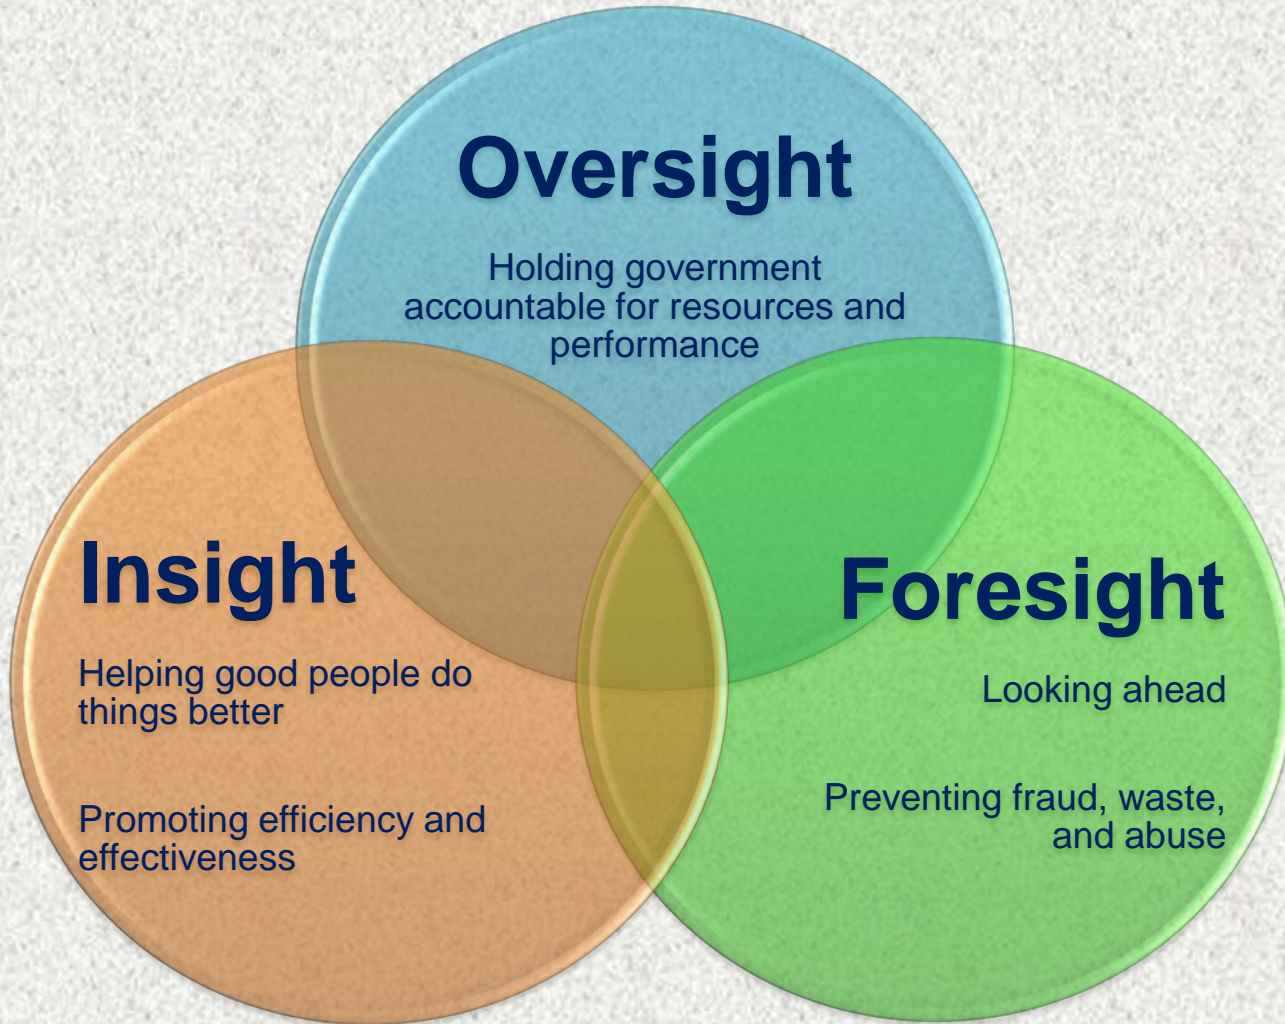 Oversight
Holding government
accountable for resources and
performance
Insight
Helping good people do
things better
Promoting efficiency and
effectiveness
Foresight
Looking ahead
Preventing fraud, waste,
and abuse